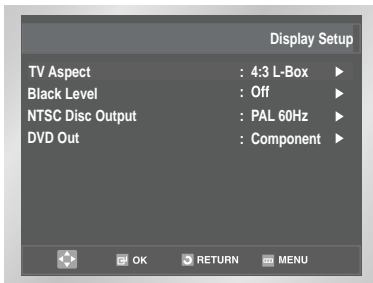 Display Setup
TV Aspect : 4:3 L-Box
Black Level : Off
NTSC Disc Output : PAL 60Hz
DVD Out : Component
OK RETURN MENU